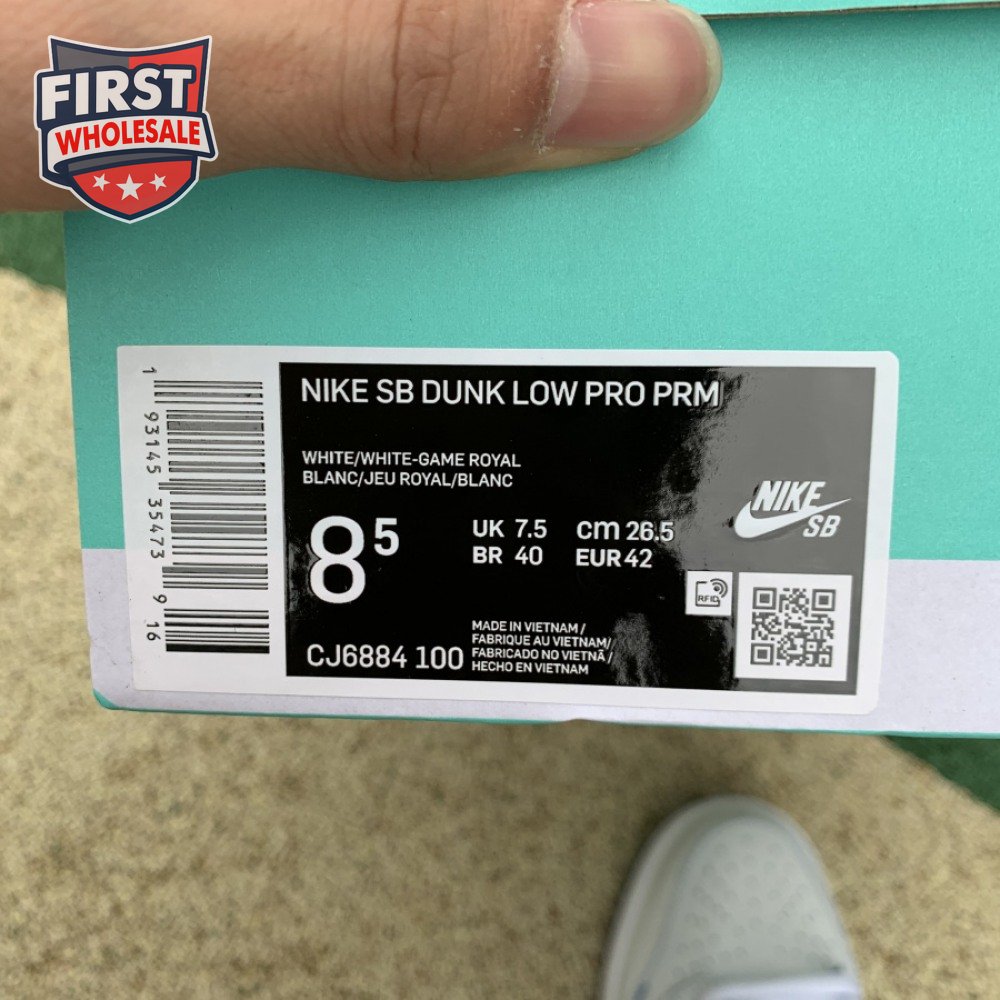 FIRST
WHOLESALE
NIKE SB DUNK LOW PRO PRM
WHITE/WHITE-GAME ROYAL
BLANC/JEU ROYAL/BLANC
8 5
UK 7.5 cm 26.5
BR 40 EUR 42
NIKE
SB
RFID
CJ6884 100
MADE IN VIETNAM /
FABRIQUE AU VIETNAM/
FABRICADO NO VIETNÃ /
HECHO EN VIETNAM
1 93145 35473 9 16